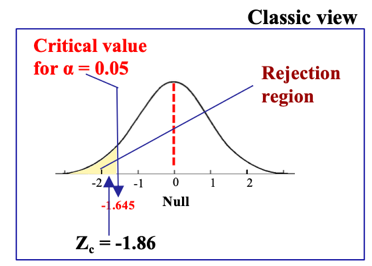 Classic view
Critical value
for α = 0.05
Rejection
region
-2 -1 0 1 2
-1.645
Null
Zc = -1.86